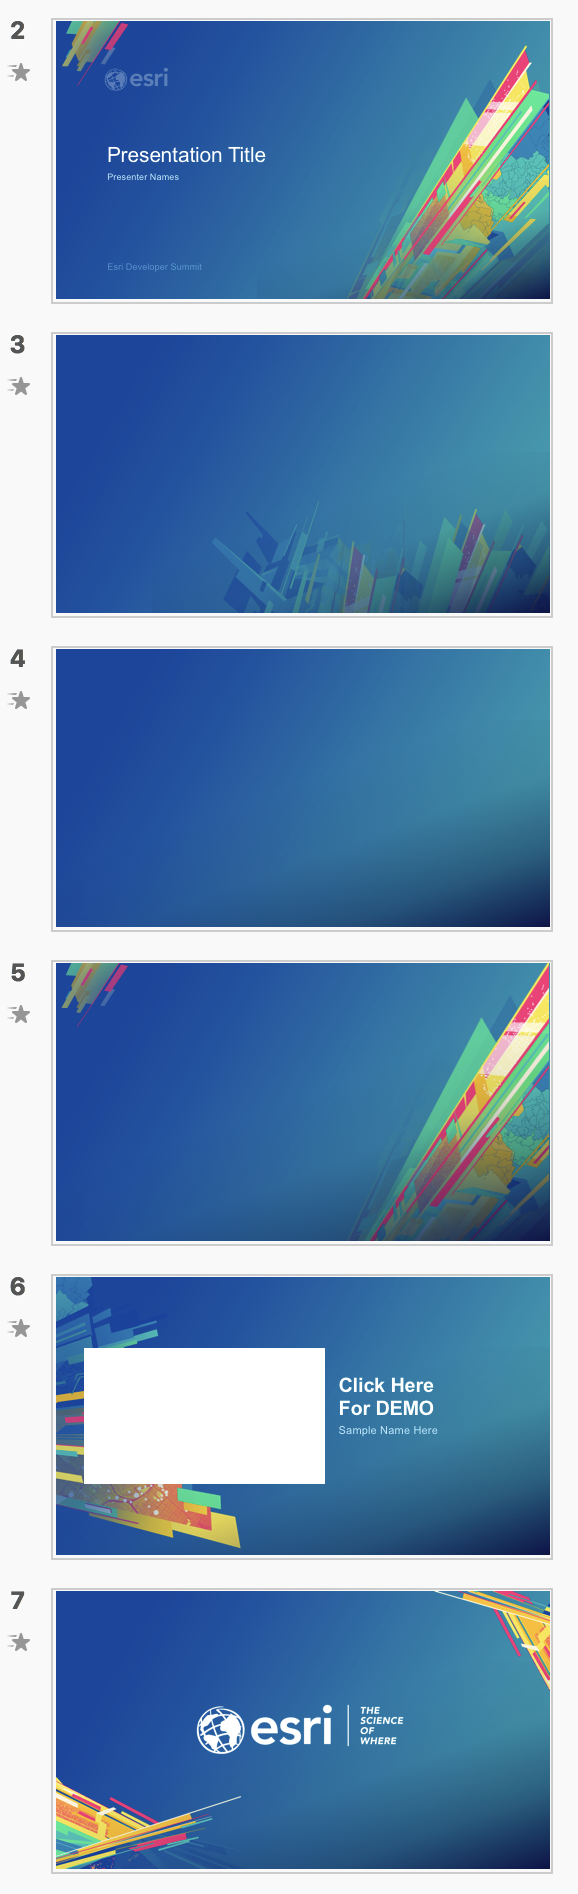 2
esri
Presentation Title
Presenter Names
Esri Developer Summit
3
4
5
6
Click Here
For DEMO
Sample Name Here
7
esri
THE
SCIENCE
OF
WHERE